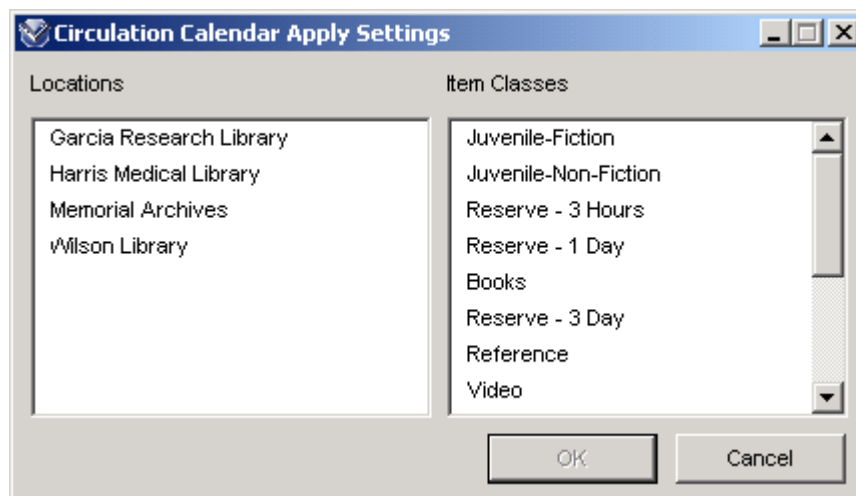 Circulation Calendar Apply Settings
Locations
Garcia Research Library
Harris Medical Library
Memorial Archives
Wilson Library
Item Classes
Juvenile-Fiction
Juvenile-Non-Fiction
Reserve - 3 Hours
Reserve - 1 Day
Books
Reserve - 3 Day
Reference
Video
OK
Cancel